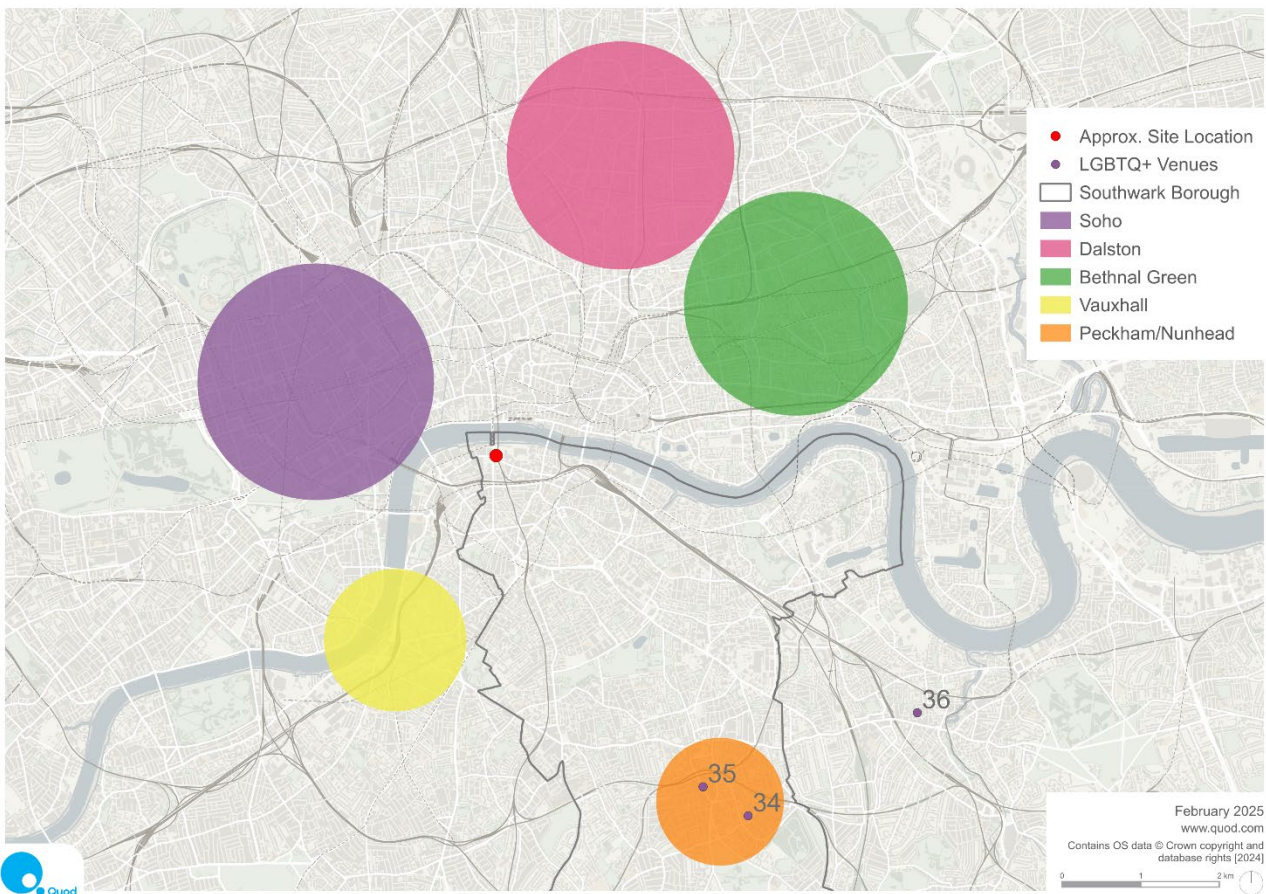 Approx. Site Location
LGBTQ+ Venues
Southwark Borough
Soho
Dalston
Bethnal Green
Vauxhall
Peckham/Nunhead
36
35
34
February 2025
www.quod.com
Contains OS data © Crown copyright and
database rights [2024]
0 1 2 km
Quod